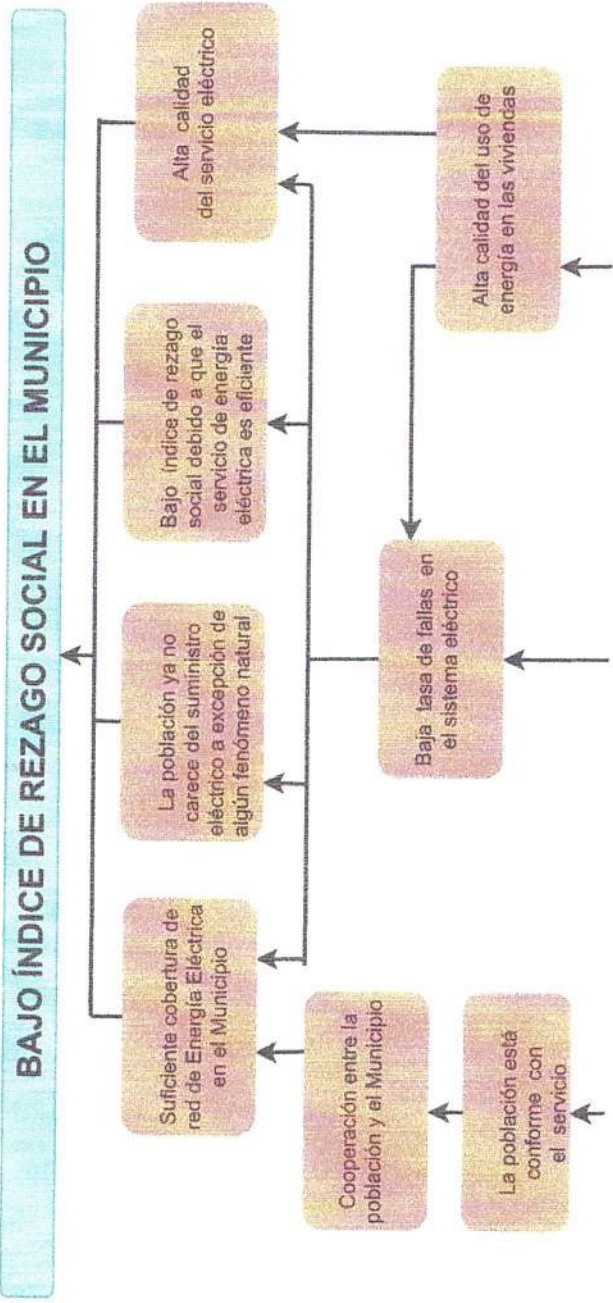 BAJO ÍNDICE DE REZAGO SOCIAL EN EL MUNICIPIO
Suficiente cobertura de
red de Energía Eléctrica
en el Municipio
La población ya no
carece del suministro
eléctrico a excepción de
algún fenómeno natural
Bajo índice de rezago
social debido a que el
servicio de energía
eléctrica es eficiente
Alta calidad
del servicio eléctrico
Cooperación entre la
población y el Municipio
Baja tasa de fallas en
el sistema eléctrico
Alta calidad del uso de
energía en las viviendas
La población está
conforme con
el servicio